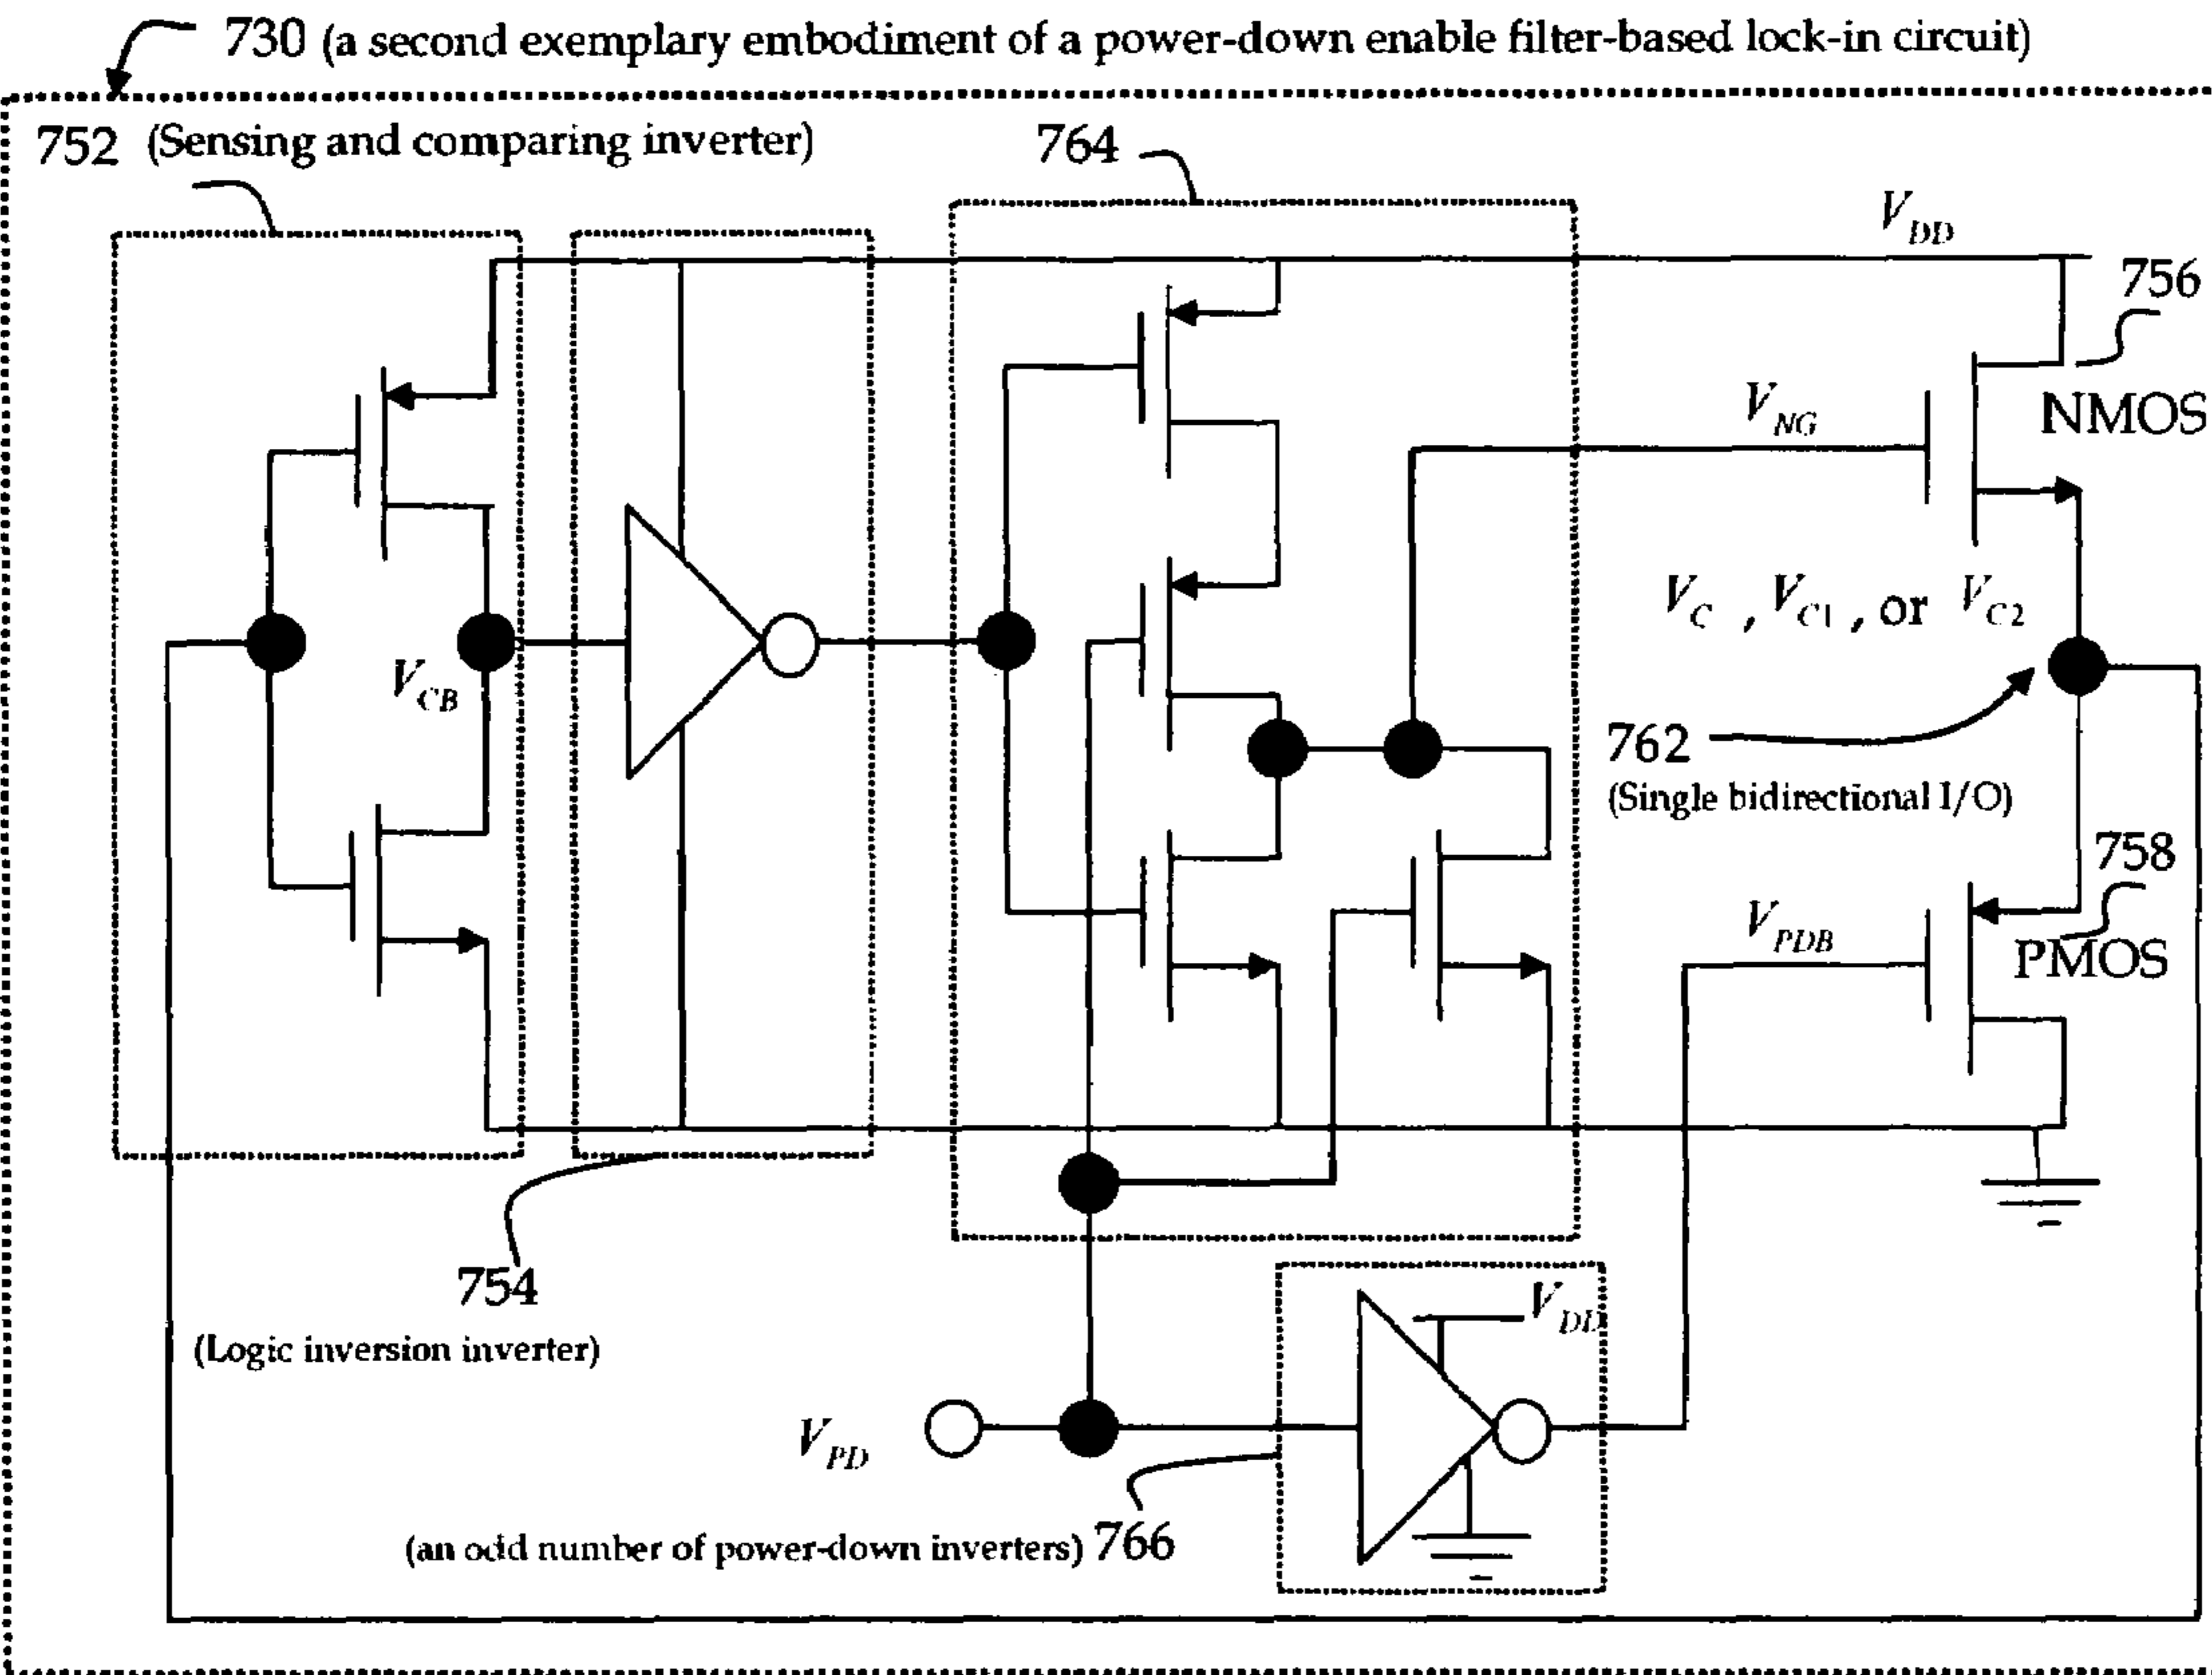 730 (a second exemplary embodiment of a power-down enable filter-based lock-in circuit)
752 (Sensing and comparing inverter)
764
V_DD
756
NMOS
V_NG
V_C , V_C1 , or V_C2
V_CB
762
(Single bidirectional I/O)
758
V_PDB
PMOS
754
(Logic inversion inverter)
V_DD
V_PD
(an odd number of power-down inverters) 766